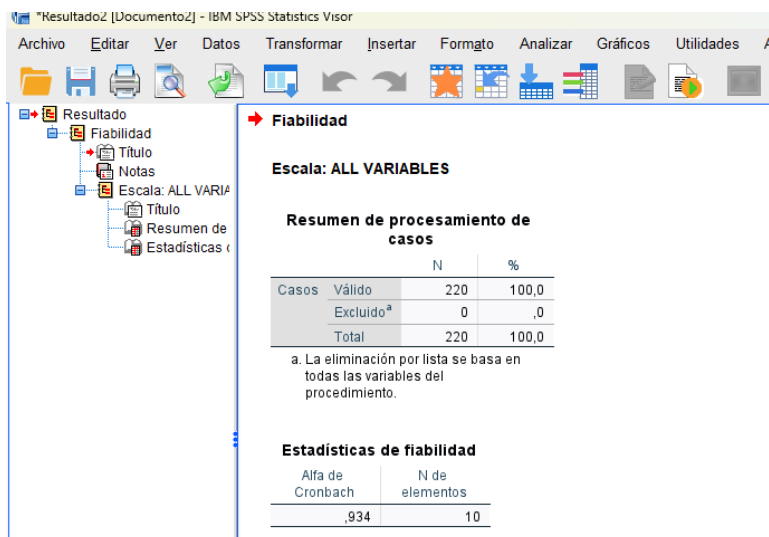 *Resultado2 [Documento2] - IBM SPSS Statistics Visor
Archivo Editar Ver Datos Transformar Insertar Formato Analizar Gráficos Utilidades A
Resultado
Fiabilidad
Título
Notas
Escala: ALL VARIA
Título
Resumen de
Estadísticas
Fiabilidad
Escala: ALL VARIABLES
Resumen de procesamiento de
casos
N %
Casos Válido 220 100,0
Excluidoª 0 ,0
Total 220 100,0
a. La eliminación por lista se basa en
todas las variables del
procedimiento.
Estadísticas de fiabilidad
Alfa de N de
Cronbach elementos
,934 10